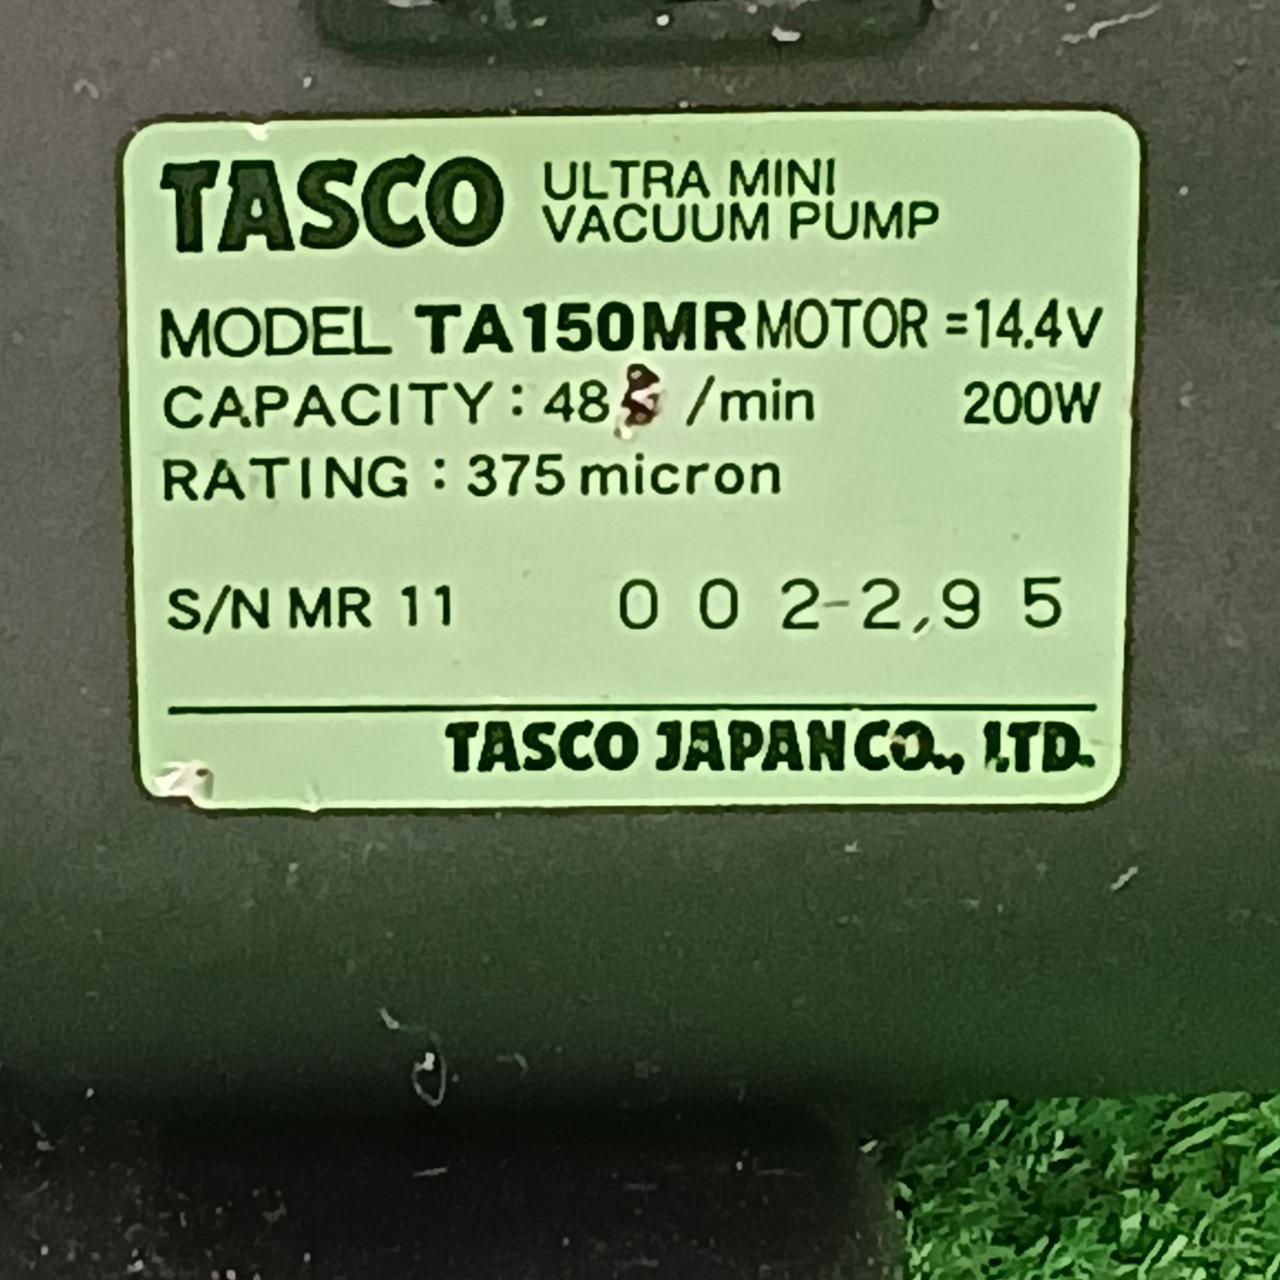 TASCO ULTRA MINI
VACUUM PUMP
MODEL TA150MR MOTOR =14.4V
CAPACITY : 48 /min 200W
RATING : 375 micron
S/N MR 11 002-2,95
TASCO JAPAN CO., LTD.